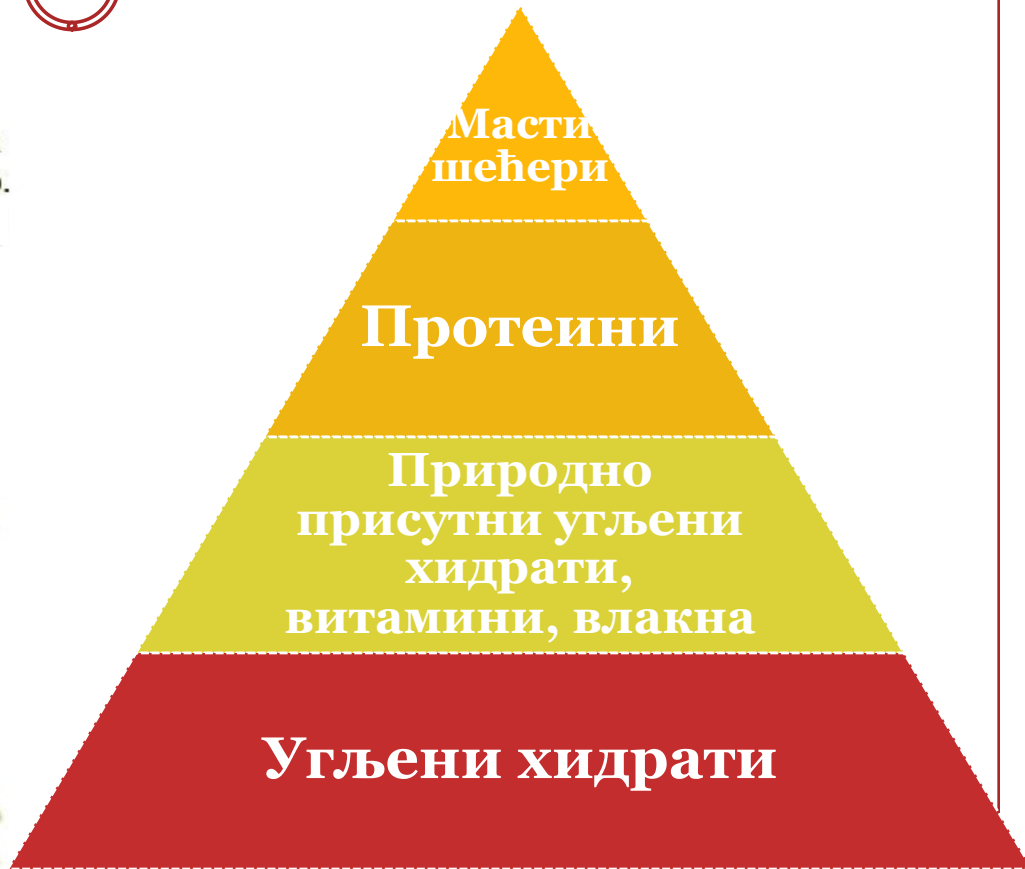 Масти
шећери
Протеини
Природно
присутни угљени
хидрати,
витамини, влакна
Угљени хидрати